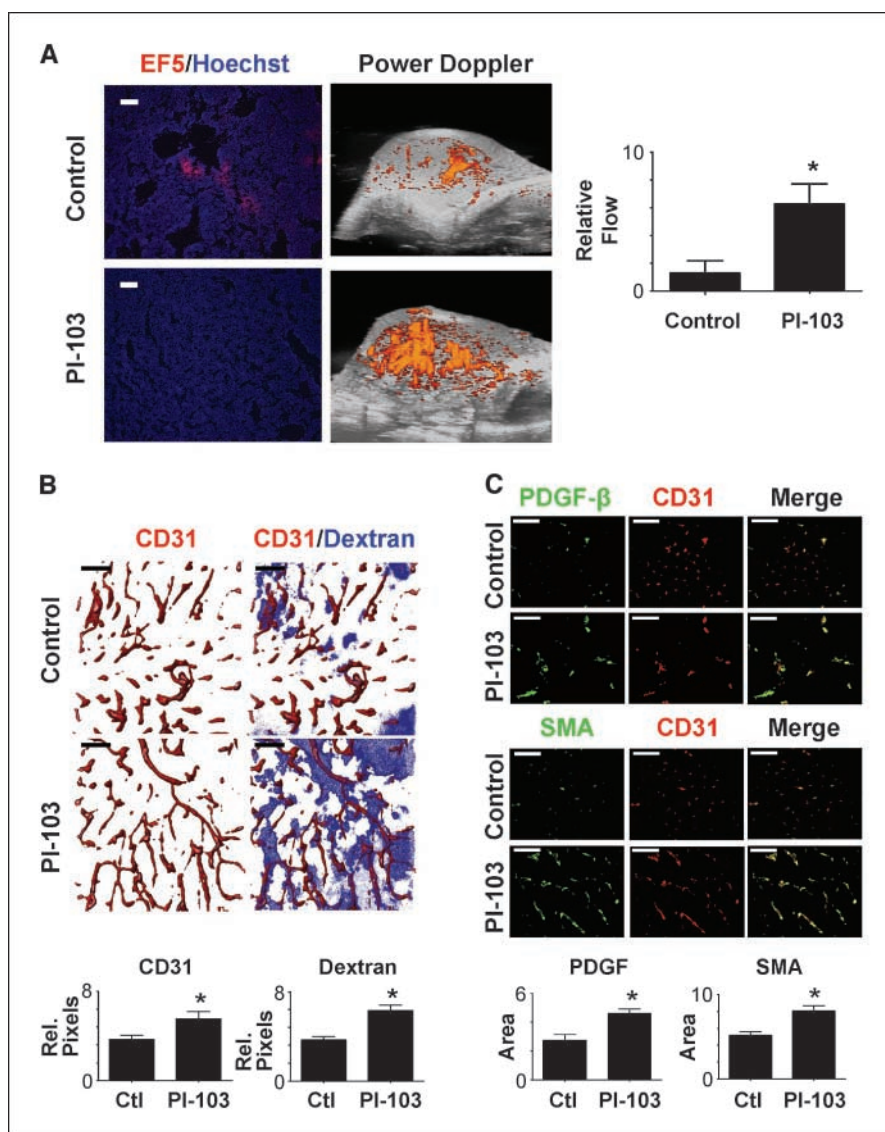 A
EF5/Hoechst
Power Doppler
Control
PI-103
10
0
Relative
Flow
*
Control
PI-103
B
CD31
CD31/Dextran
Control
PI-103
CD31
8
0
Rel.
Pixels
*
Ctl
PI-103
Dextran
8
0
Rel.
Pixels
*
Ctl
PI-103
C
PDGF-β
CD31
Merge
Control
PI-103
SMA
CD31
Merge
Control
PI-103
PDGF
6
0
Area
*
Ctl
PI-103
SMA
10
0
Area
*
Ctl
PI-103